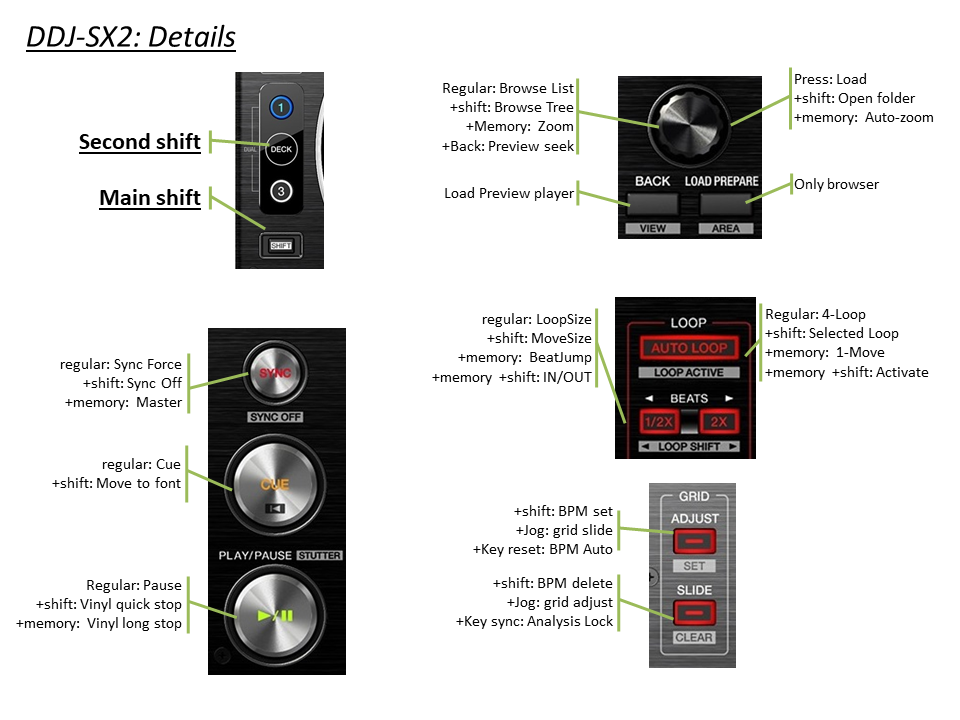 DDJ-SX2: Details
Second shift
Main shift
1
DUAL
DECK
3
SHIFT
Regular: Browse List
+shift: Browse Tree
+Memory: Zoom
+Back: Preview seek
Load Preview player
Press: Load
+shift: Open folder
+memory: Auto-zoom
Only browser
BACK LOAD PREPARE
VIEW AREA
regular: Sync Force
+shift: Sync Off
+memory: Master
SYNC
SYNC OFF
regular: Cue
+shift: Move to font
CUE
PLAY/PAUSE STUTTER
Regular: Pause
+shift: Vinyl quick stop
+memory: Vinyl long stop
regular: LoopSize
+shift: MoveSize
+memory: BeatJump
+memory +shift: IN/OUT
LOOP
AUTO LOOP
LOOP ACTIVE
BEATS
1/2X 2X
LOOP SHIFT
Regular: 4-Loop
+shift: Selected Loop
+memory: 1-Move
+memory +shift: Activate
+shift: BPM set
+Jog: grid slide
+Key reset: BPM Auto
+shift: BPM delete
+Jog: grid adjust
+Key sync: Analysis Lock
GRID
ADJUST
SET
SLIDE
CLEAR